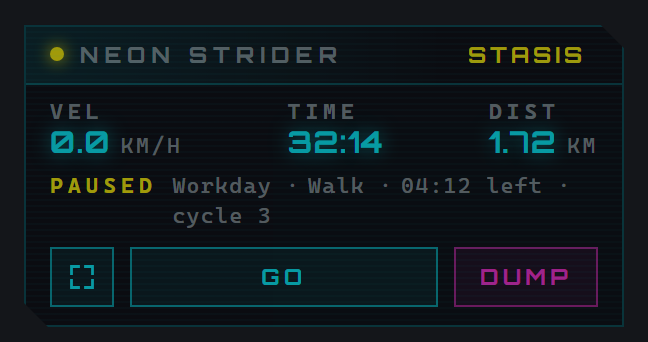 NEON STRIDER STASIS
VEL TIME DIST
0.0 KM/H 32:14 1.72 KM
PAUSED Workday · Walk · 04:12 left ·
cycle 3
GO DUMP